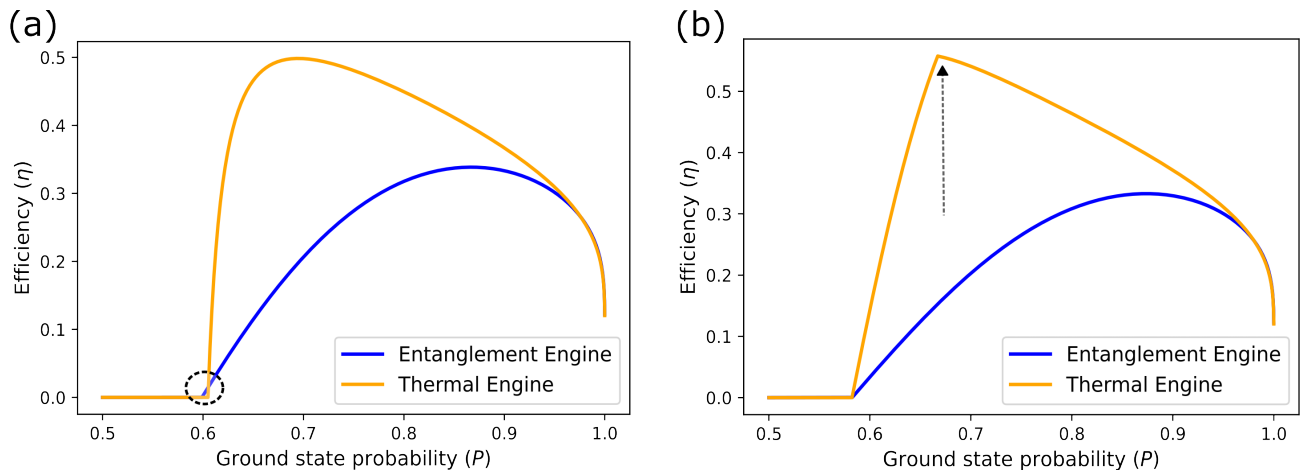 (a)
0.5
0.4
0.3
0.2
0.1
0.0
Efficiency (η)
Entanglement Engine
Thermal Engine
0.5 0.6 0.7 0.8 0.9 1.0
Ground state probability (P)
(b)
0.5
0.4
0.3
0.2
0.1
0.0
Efficiency (η)
Entanglement Engine
Thermal Engine
0.5 0.6 0.7 0.8 0.9 1.0
Ground state probability (P)